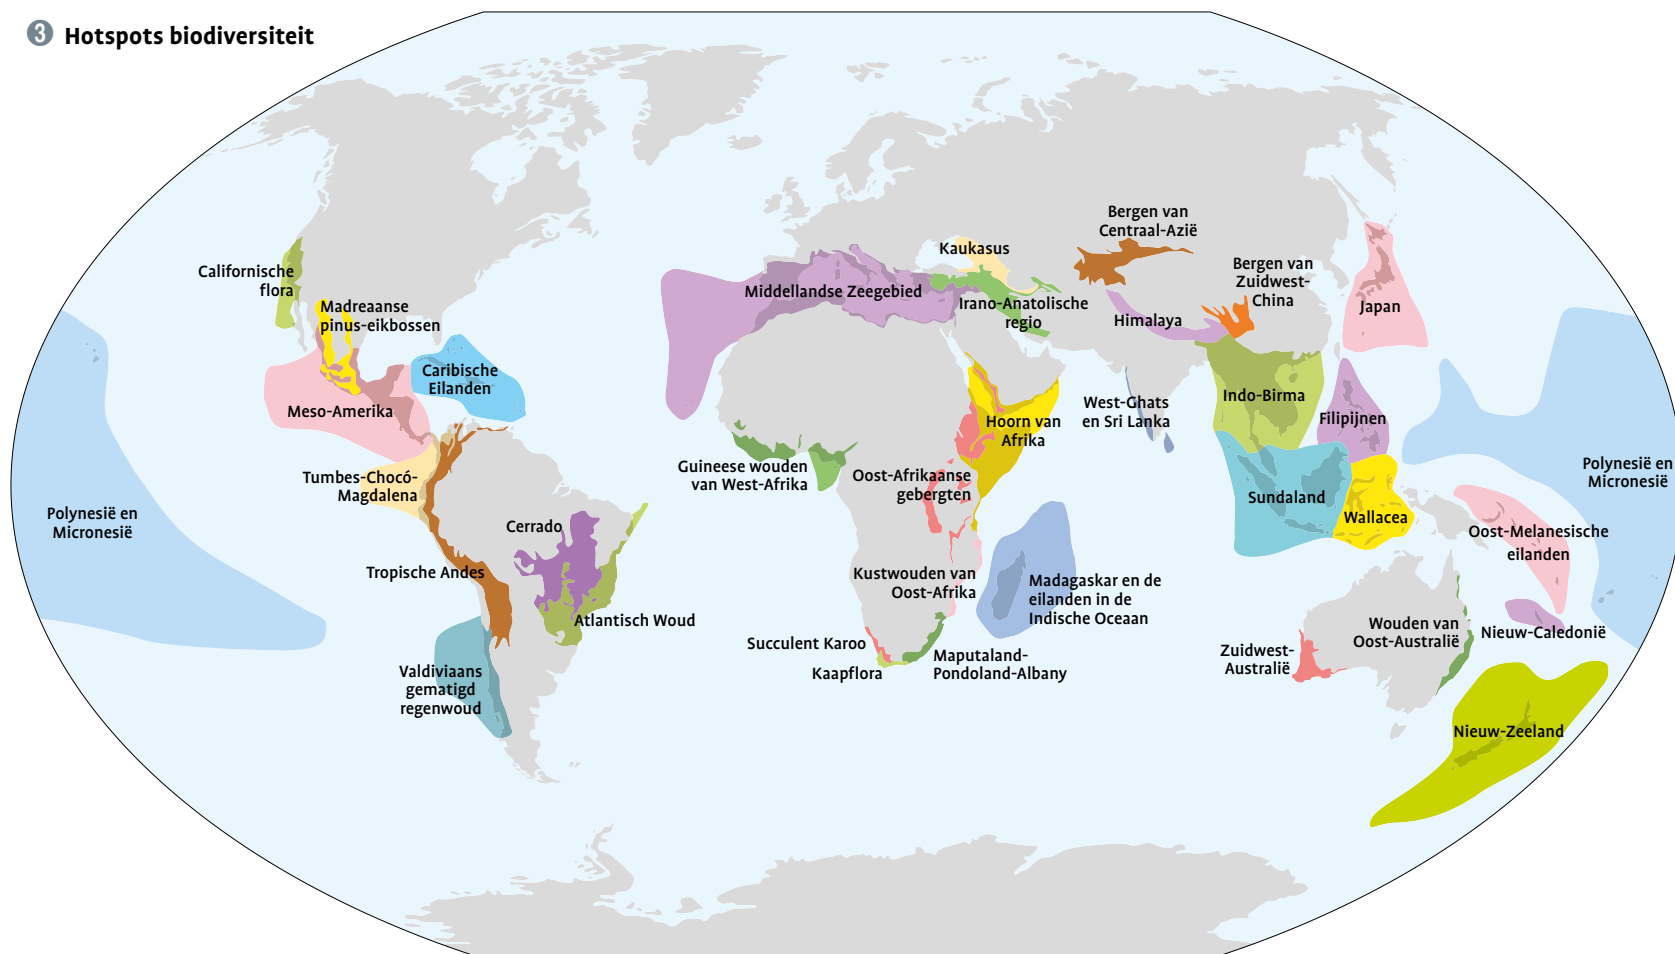 3 Hotspots biodiversiteit
Californische
flora
Madreaanse
pinus-eikbossen
Caribische
Eilanden
Meso-Amerika
Tumbes-Chocó-
Magdalena
Polynesië en
Micronesië
Cerrado
Tropische Andes
Atlantisch Woud
Valdiviaans
gematigd
regenwoud
Middellandse Zeegebied
Kaukasus
Irano-Anatolische
regio
Bergen van
Centraal-Azië
Bergen van
Zuidwest-
China
Himalaya
Japan
West-Ghats
en Sri Lanka
Indo-Birma
Filipijnen
Hoorn van
Afrika
Guineese wouden
van West-Afrika
Oost-Afrikaanse
gebergten
Sundaland
Wallacea
Polynesië en
Micronesië
Oost-Melanesische
eilanden
Kustwouden van
Oost-Afrika
Madagaskar en de
eilanden in de
Indische Oceaan
Succulent Karoo
Kaapflora
Maputaland-
Pondoland-Albany
Zuidwest-
Australië
Wouden van
Oost-Australië
Nieuw-Caledonië
Nieuw-Zeeland